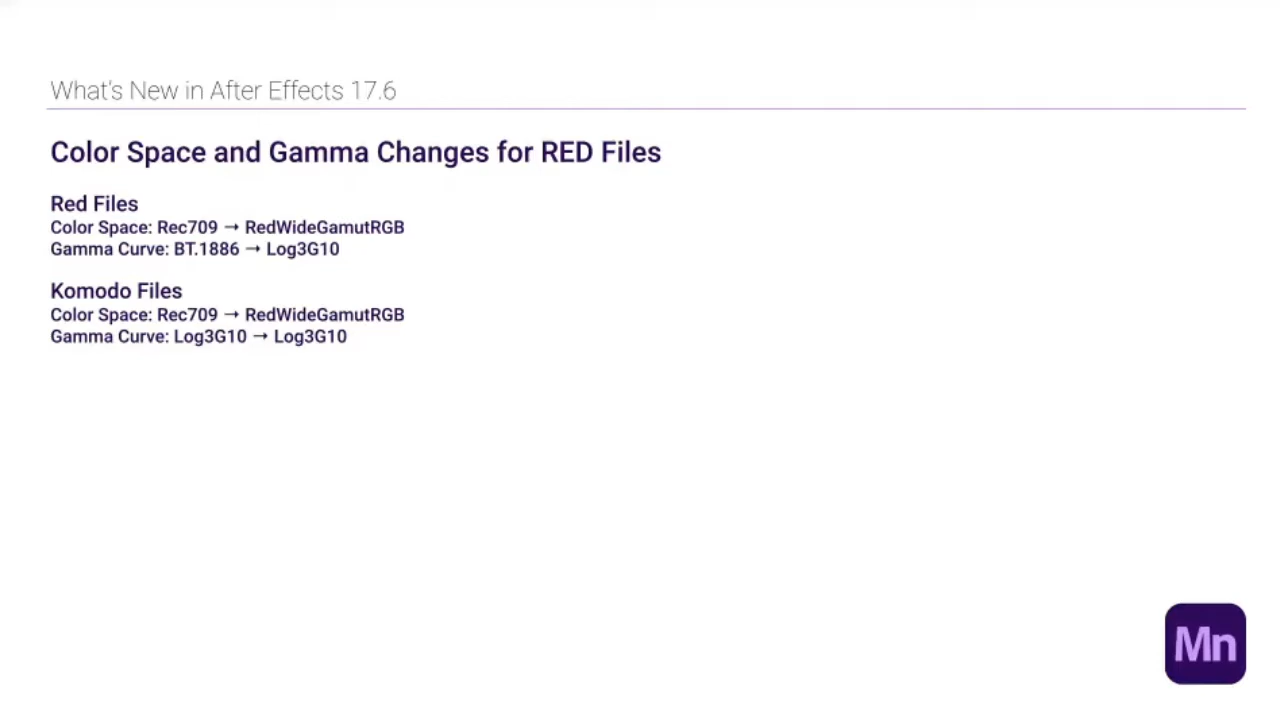 What's New in After Effects 17.6
Color Space and Gamma Changes for RED Files
Red Files
Color Space: Rec709 → RedWideGamutRGB
Gamma Curve: BT.1886 → Log3G10
Komodo Files
Color Space: Rec709 → RedWideGamutRGB
Gamma Curve: Log3G10 → Log3G10
Mn